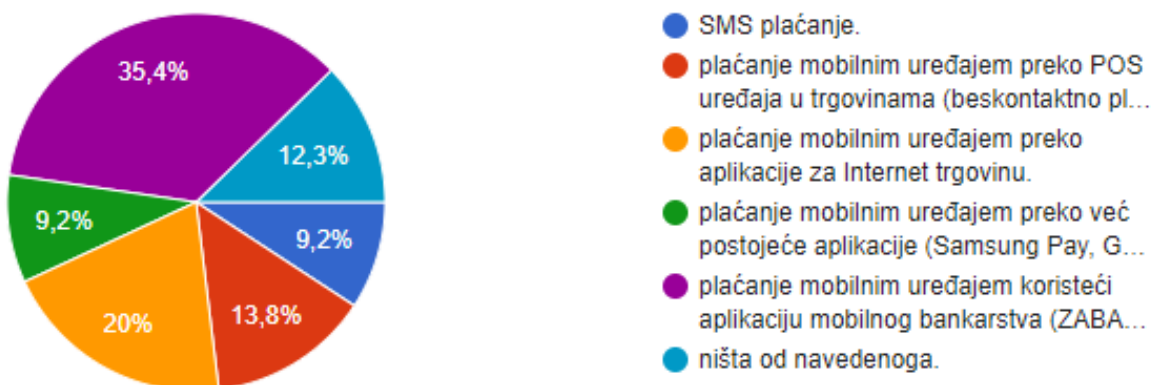 35,4%
12,3%
9,2%
9,2%
20%
13,8%
SMS plaćanje.
plaćanje mobilnim uređajem preko POS
uređaja u trgovinama (beskontaktno pl...
plaćanje mobilnim uređajem preko
aplikacije za Internet trgovinu.
plaćanje mobilnim uređajem preko već
postojeće aplikacije (Samsung Pay, G...
plaćanje mobilnim uređajem koristeći
aplikaciju mobilnog bankarstva (ZABA...
ništa od navedenoga.